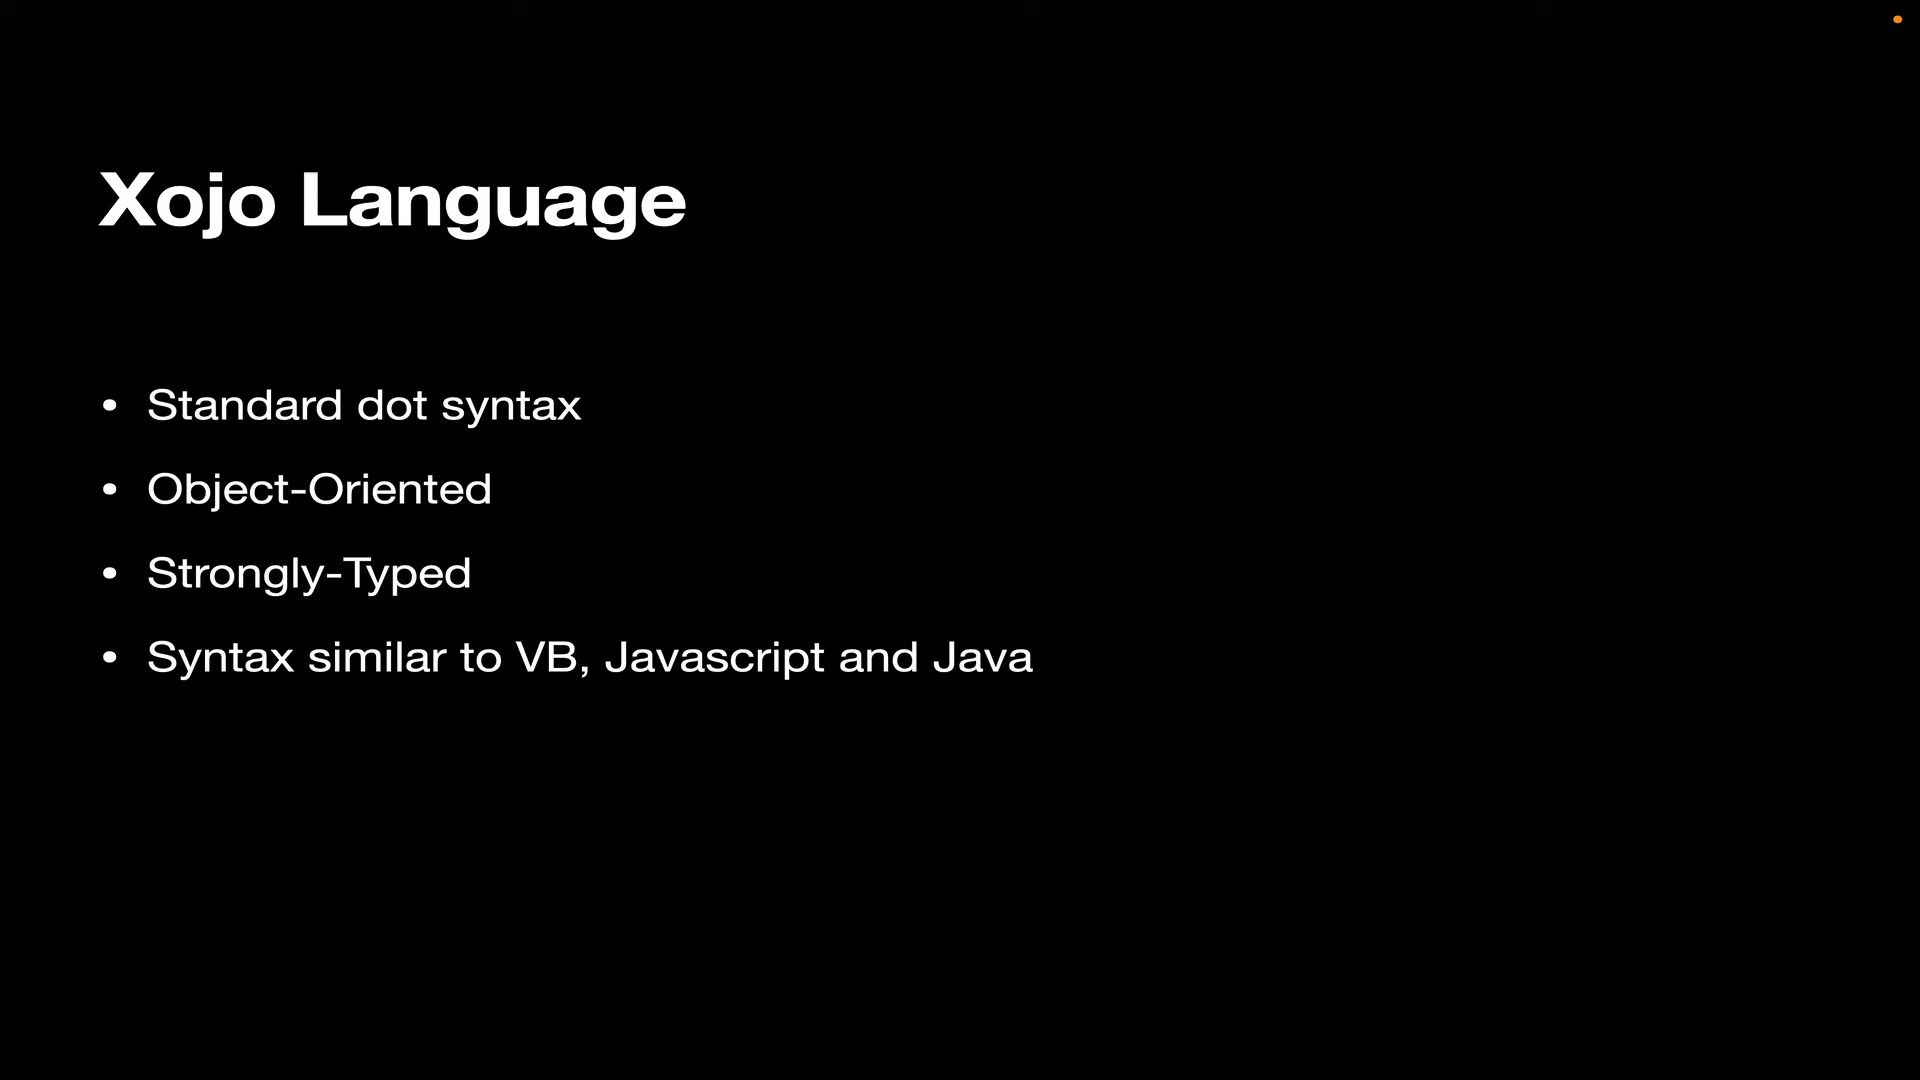 Xojo Language
• Standard dot syntax
• Object-Oriented
• Strongly-Typed
• Syntax similar to VB, Javascript and Java